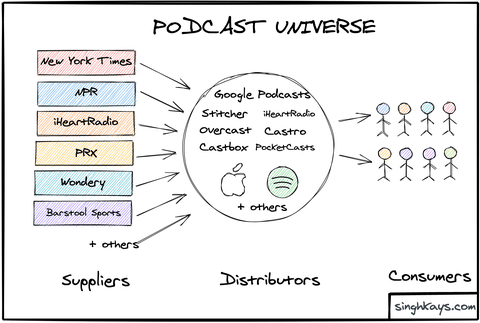 PODCAST UNIVERSE
New York Times
NPR
iHeartRadio
PRX
Wondery
Barstool Sports
+ others
Google Podcasts
Stitcher iHeartRadio
Overcast Castro
Castbox PocketCasts
+ others
Suppliers
Distributors
Consumers
singhkays.com